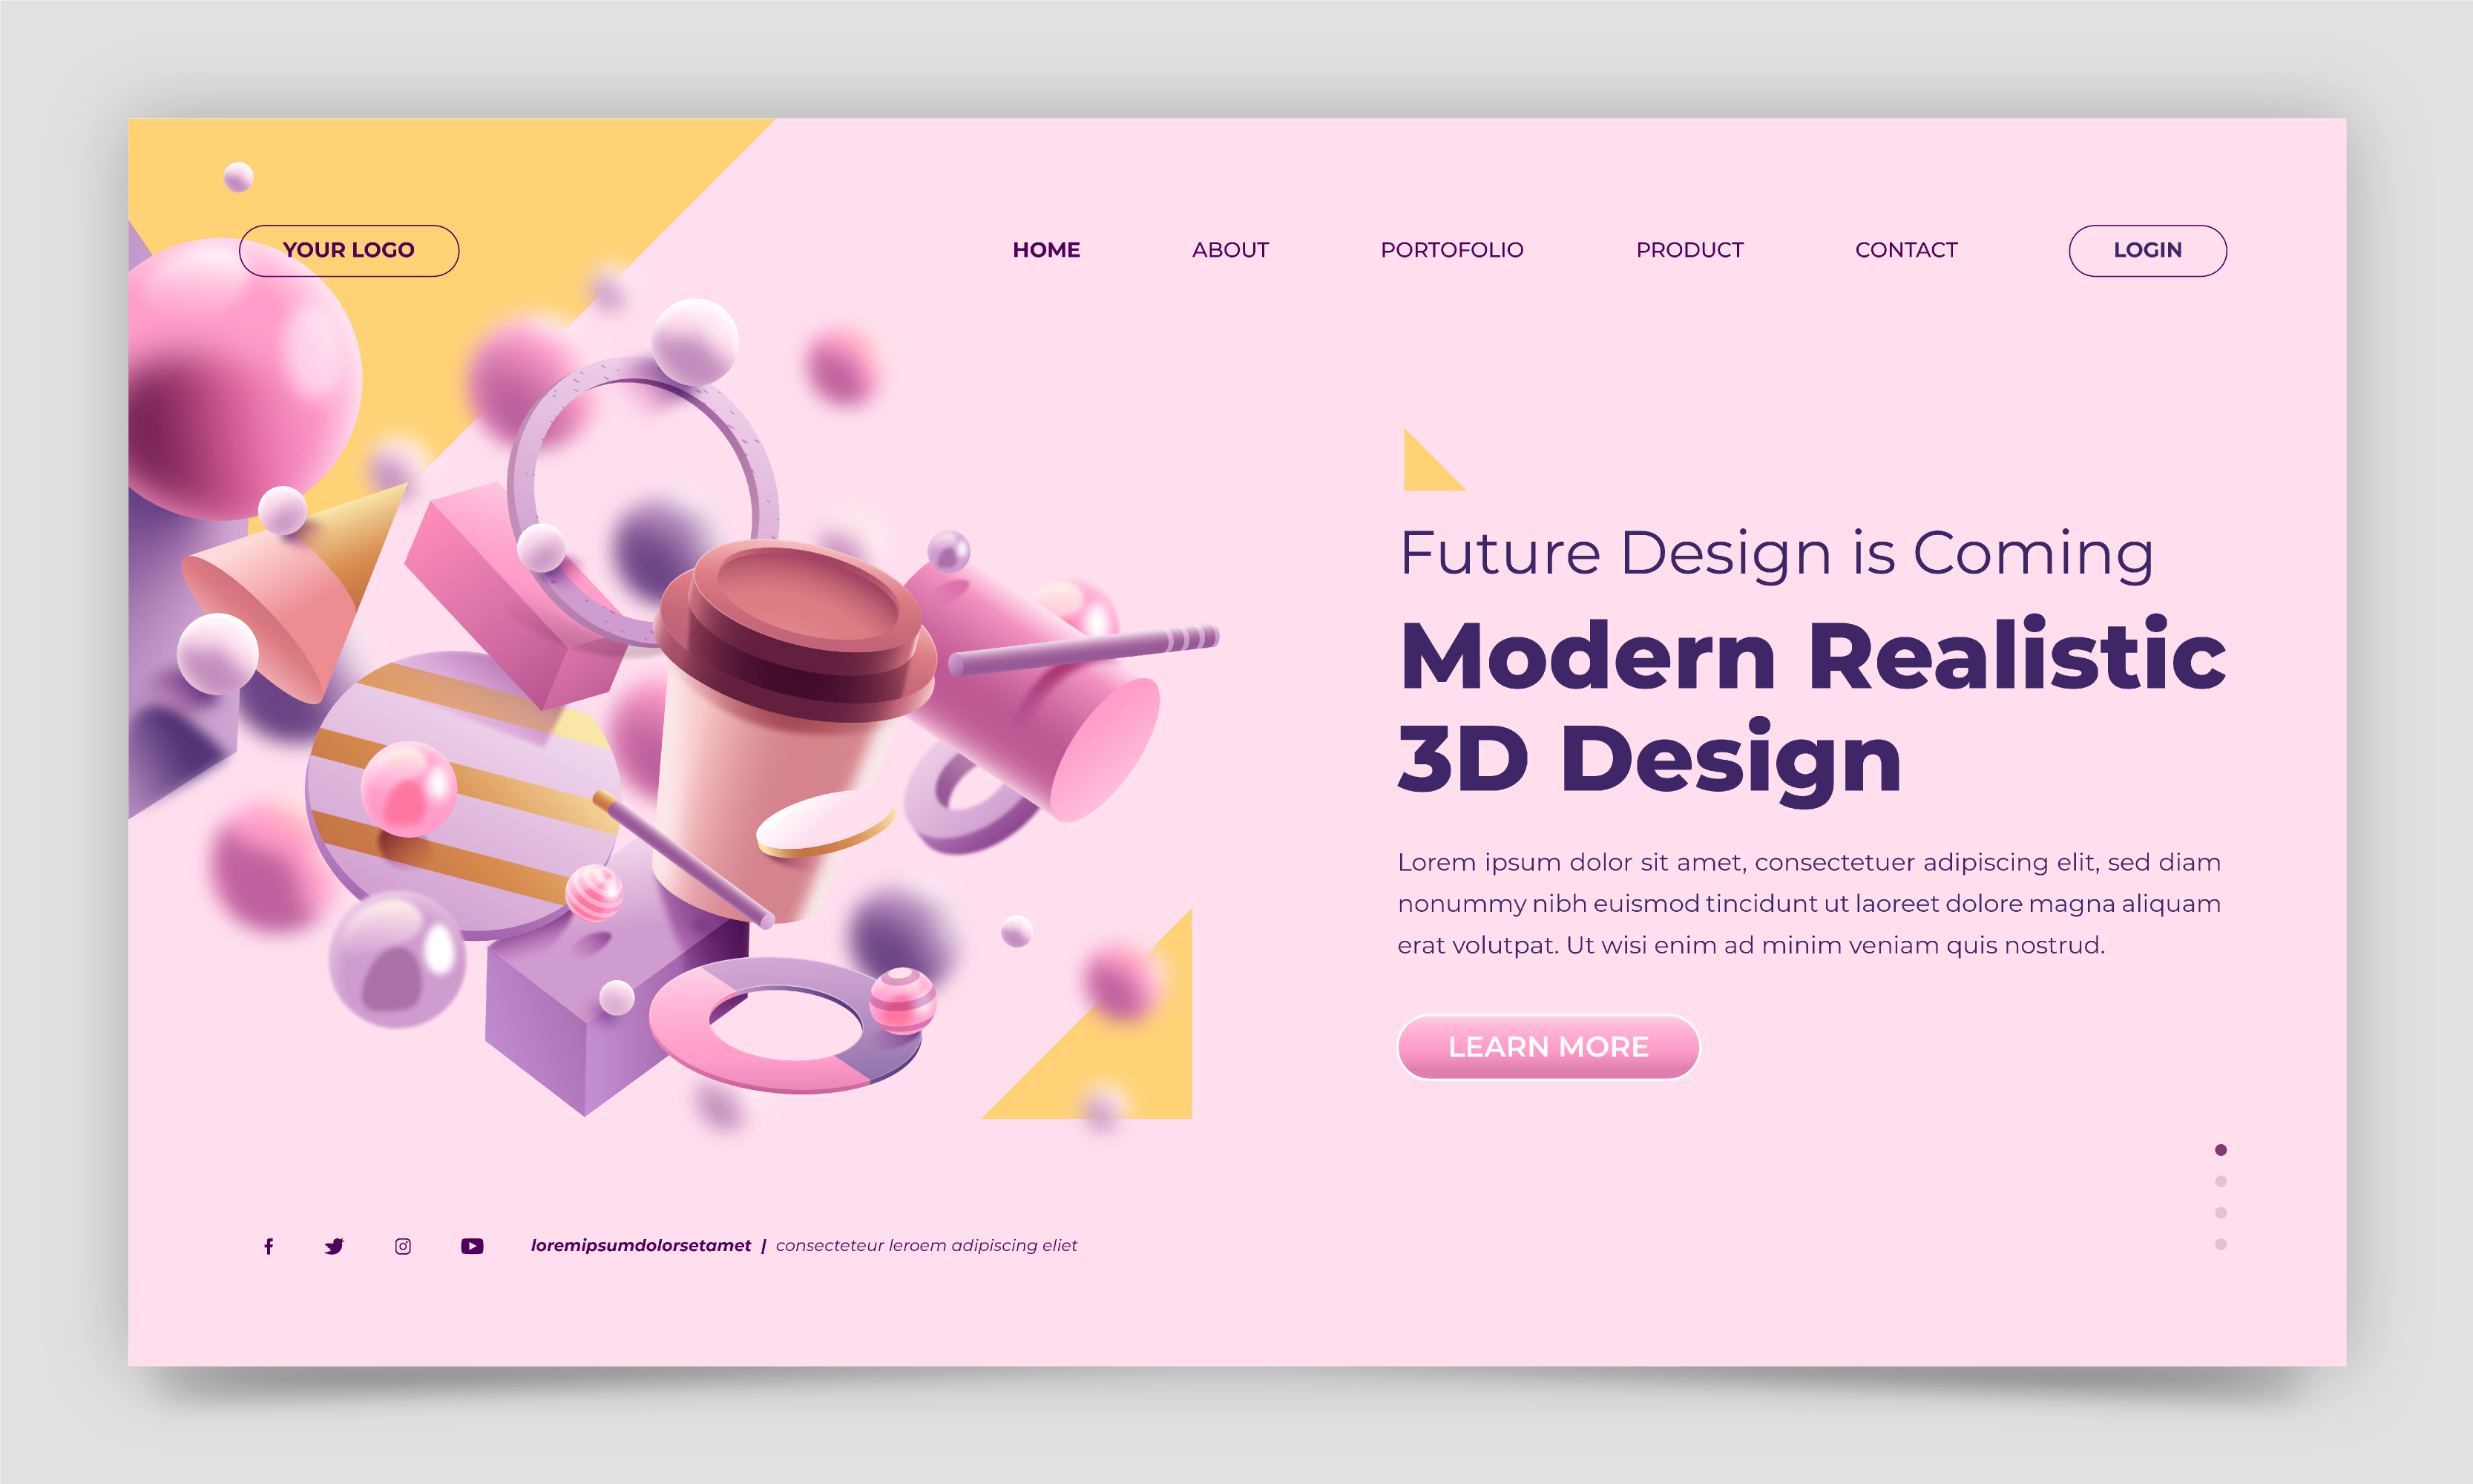 YOUR LOGO
HOME ABOUT PORTOFOLIO PRODUCT CONTACT LOGIN
Future Design is Coming
Modern Realistic
3D Design
Lorem ipsum dolor sit amet, consectetuer adipiscing elit, sed diam
nonummy nibh euismod tincidunt ut laoreet dolore magna aliquam
erat volutpat. Ut wisi enim ad minim veniam quis nostrud.
LEARN MORE
loremipsumdolorsetamet | consecteteur leroem adipiscing eliet